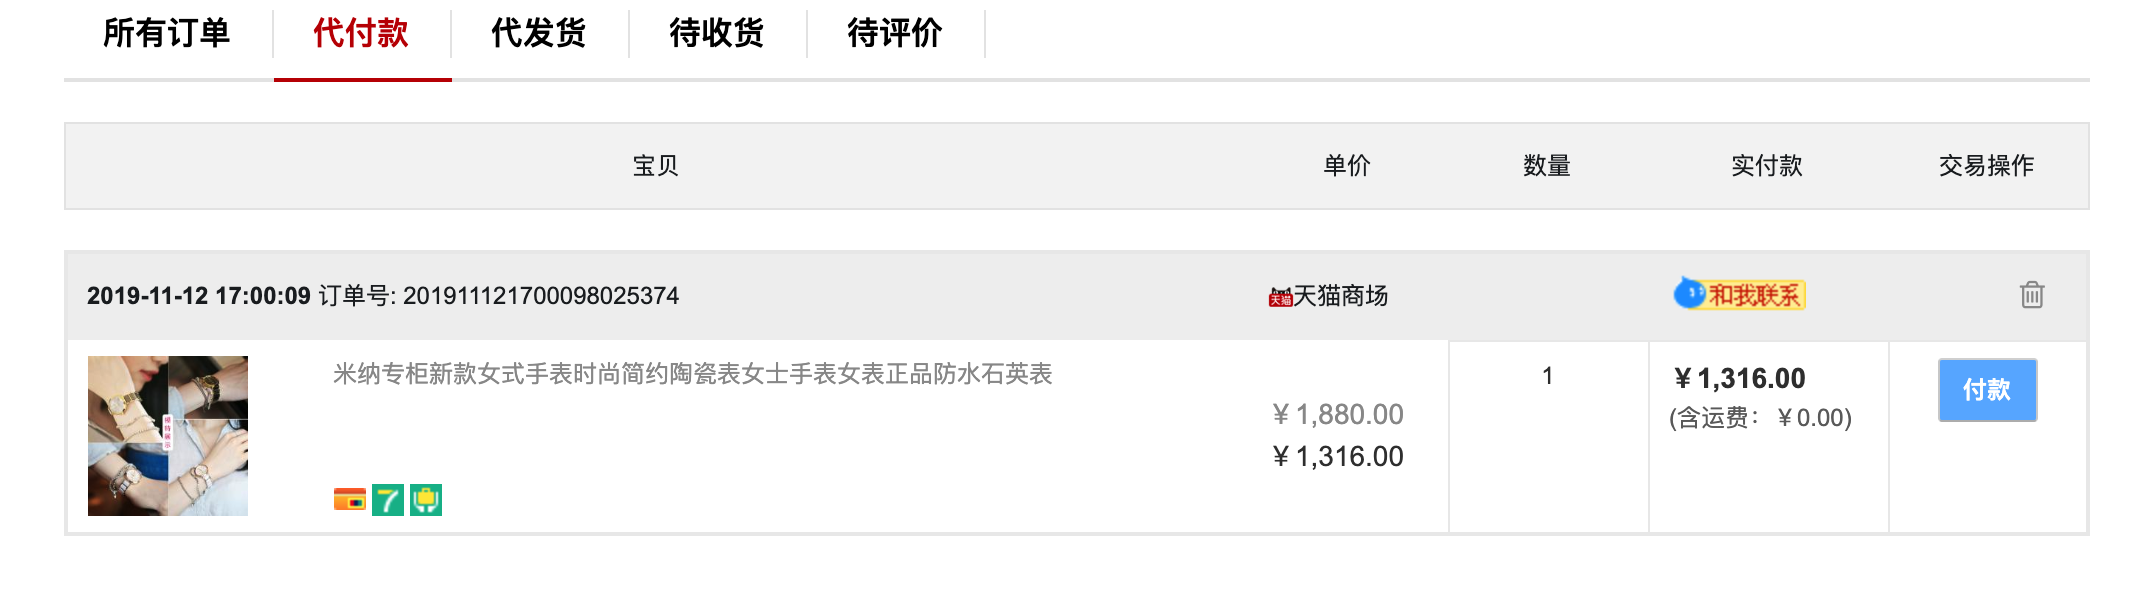 所有订单 代付款 代发货 待收货 待评价
宝贝 单价 数量 实付款 交易操作
2019-11-12 17:00:09 订单号: 201911121700098025374 天猫 天猫商场 和我联系
米纳专柜新款女式手表时尚简约陶瓷表女士手表女表正品防水石英表 1 ￥1,316.00 付款
￥1,880.00 (含运费：￥0.00)
￥1,316.00
7